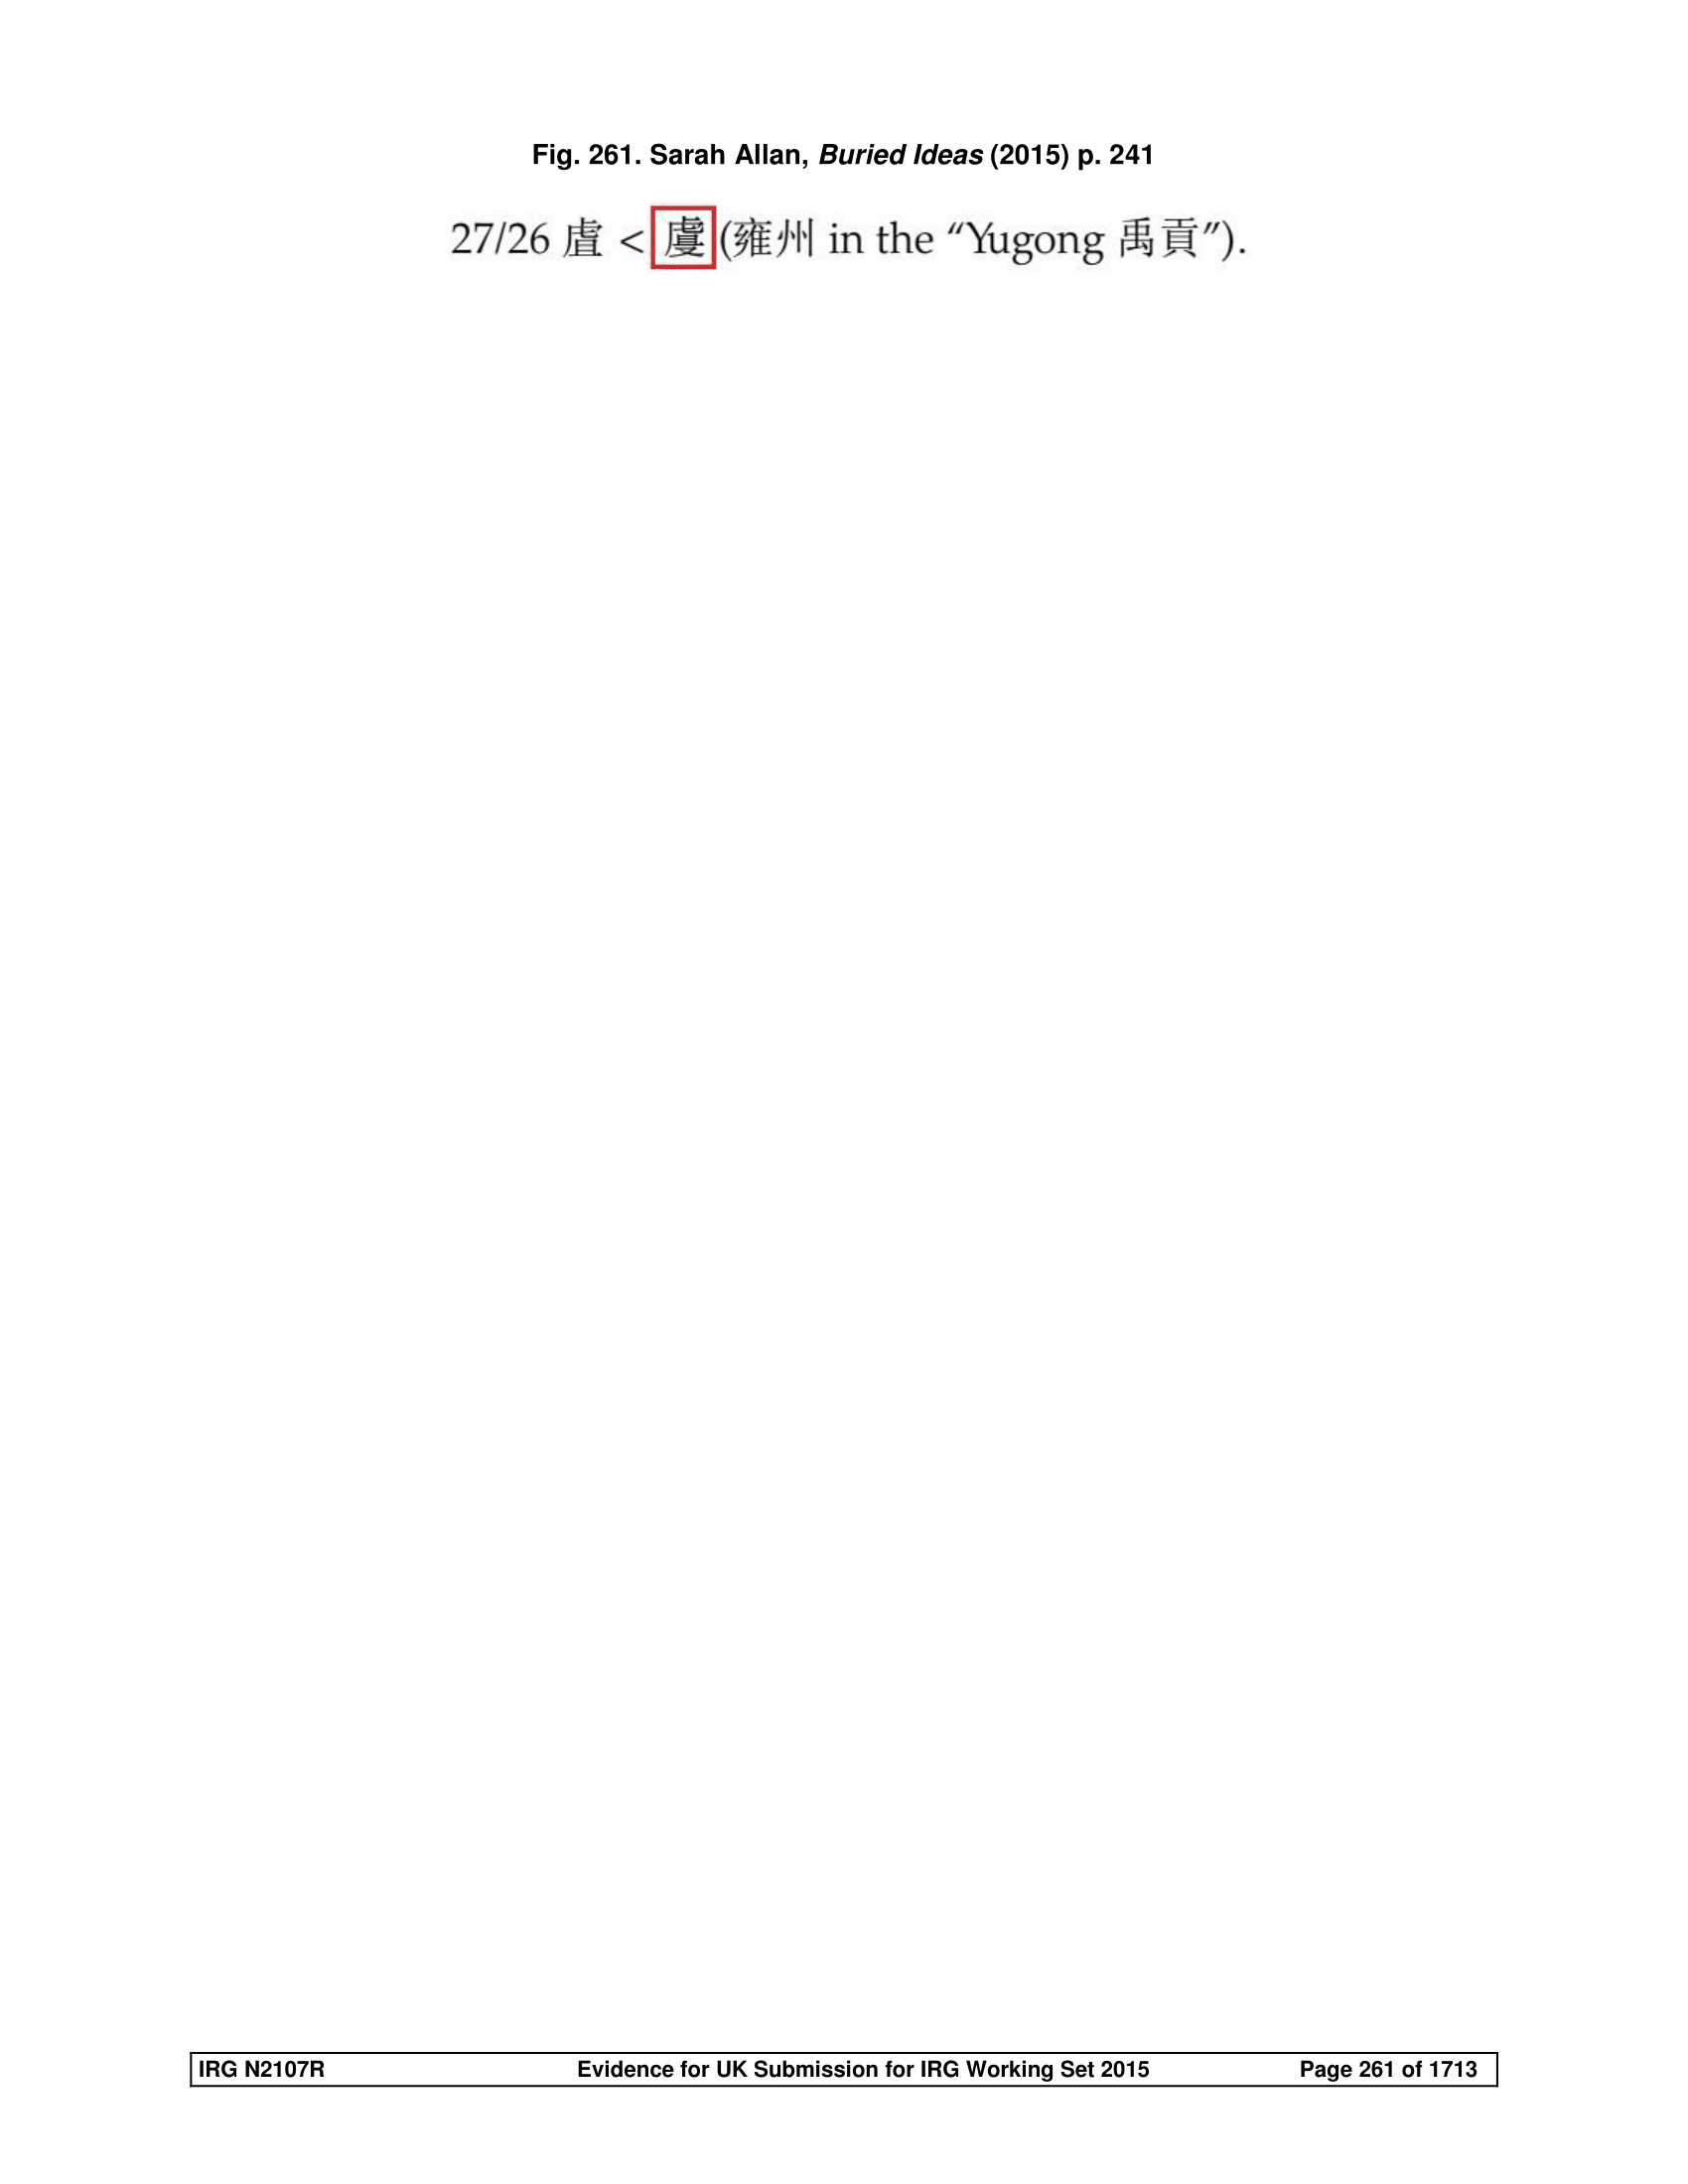 Fig. 261. Sarah Allan, Buried Ideas (2015) p. 241
27/26 虘 < (雍州 in the “Yugong 禹貢”).
IRG N2107R Evidence for UK Submission for IRG Working Set 2015 Page 261 of 1713